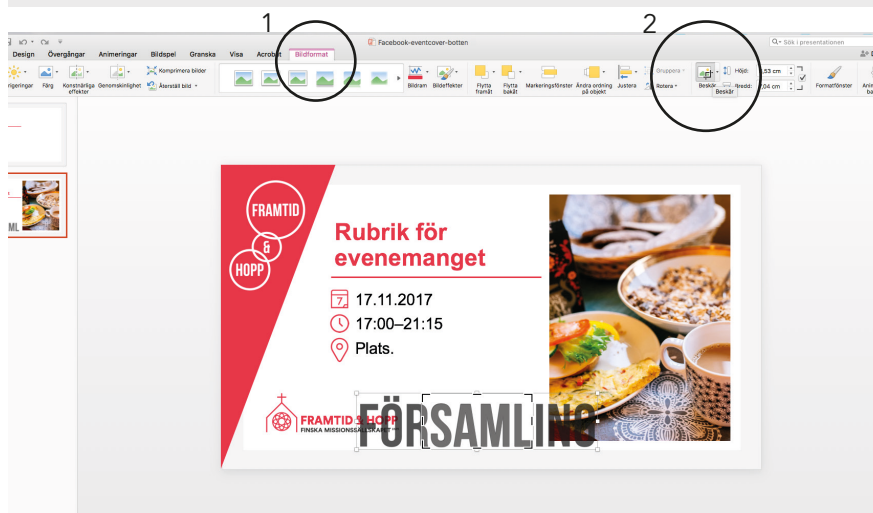 1
2
Facebook-eventcover-botten
Sök i presentationen
Design Övergångar Animeringar Bildspel Granska Visa Acrobat Bildformat
Komprimera bilder
Återställ bild
Färg Konstnärliga effekter Genomskinlighet
Bildram Bildeffekter
Flytta framåt Flytta bakåt Markeringsfönster Ändra ordning på objekt Justera
Gruppera
Rotera
Beskär
Höjd:
Bredd:
Formatfönster
Beskär
FRAMTID
&
HOPP
Rubrik för
evenemanget
7
17.11.2017
17:00–21:15
Plats.
FRAMTID & HOPP
FINSKA MISSIONSSÄLLSKAPET
FÖRSAMLING